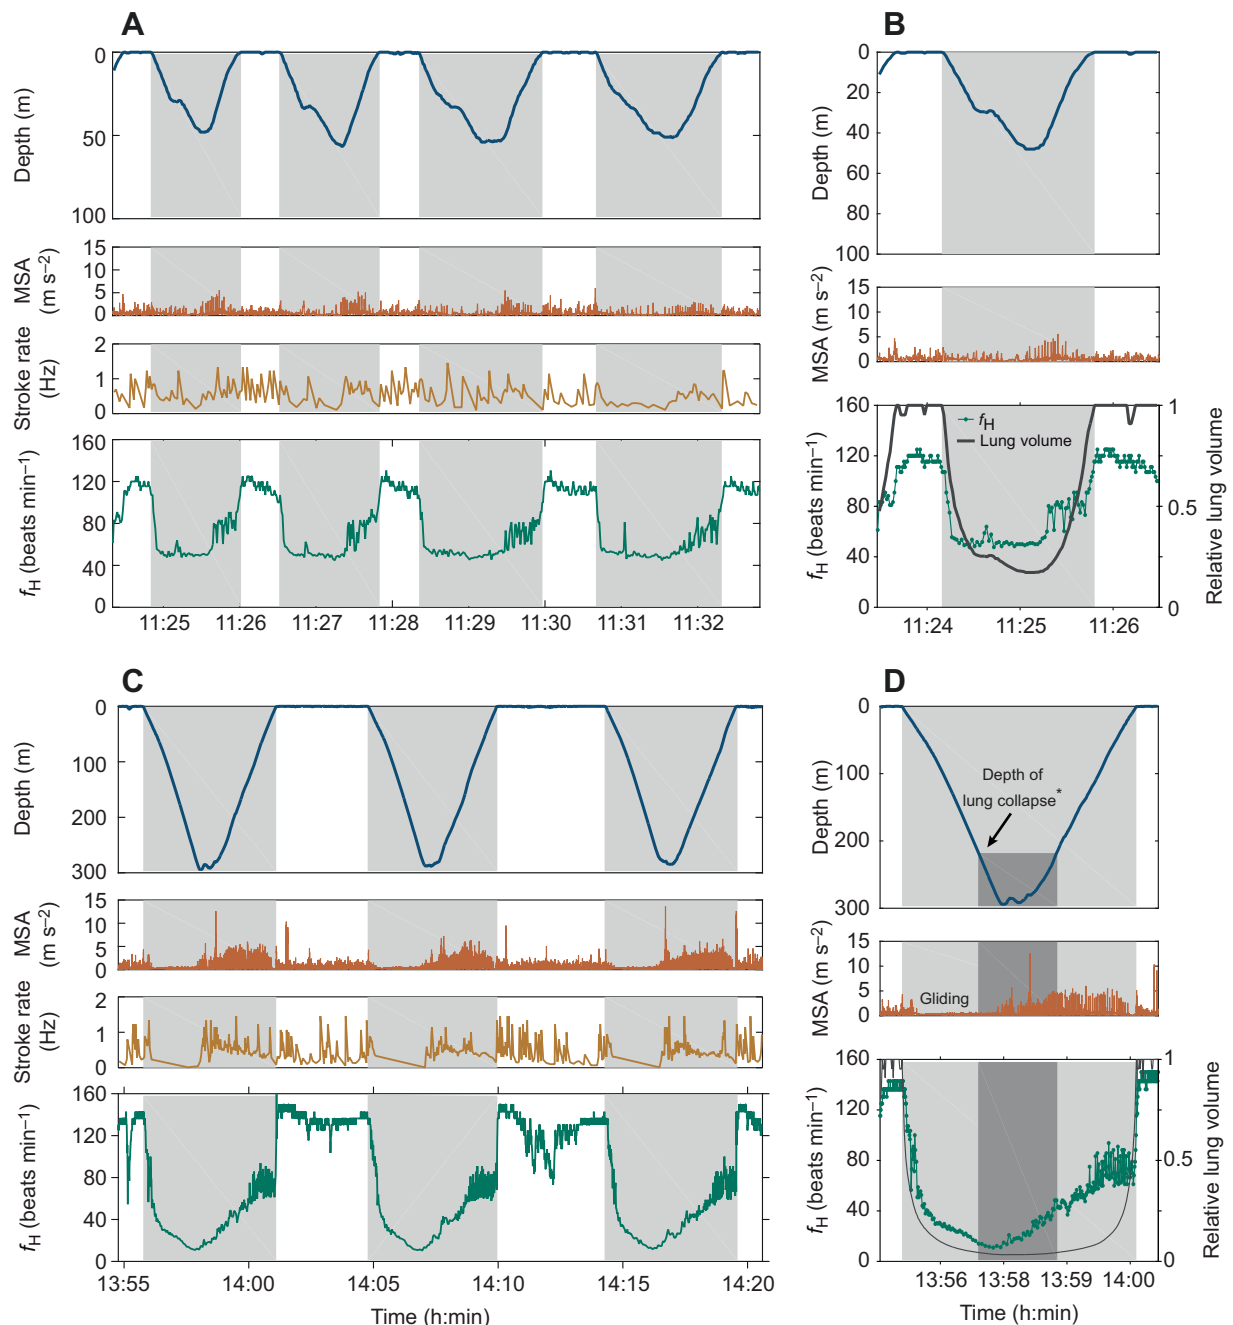 A
0
50
100
Depth (m)
15
10
5
0
MSA
(m s–2)
2
1
0
Stroke rate
(Hz)
160
120
80
40
0
fH (beats min–1)
11:25 11:26 11:27 11:28 11:29 11:30 11:31 11:32
B
0
20
40
60
80
100
Depth (m)
15
10
5
0
MSA (m s–2)
160
120
80
40
0
fH (beats min–1)
fH
Lung volume
1
0.5
0
Relative lung volume
11:24 11:25 11:26
C
0
100
200
300
Depth (m)
15
10
5
0
MSA
(m s–2)
2
1
0
Stroke rate
(Hz)
160
120
80
40
0
fH (beats min–1)
13:55 14:00 14:05 14:10 14:15 14:20
Time (h:min)
D
0
100
200
300
Depth (m)
Depth of
lung collapse*
15
10
5
0
MSA (m s–2)
Gliding
160
120
80
40
0
fH (beats min–1)
1
0.5
0
Relative lung volume
13:56 13:58 13:59 14:00
Time (h:min)